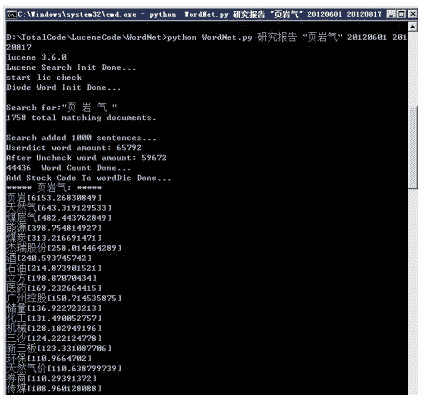 C:\Windows\system32\cmd.exe - python WordNet.py 研究报告 "页岩气" 20120601 20120817
D:\TotalCode\LuceneCode\WordNet>python WordNet.py 研究报告 "页岩气" 20120601 201
20817
lucene 3.6.0
Lucene Search Init Done...
start lic check
Divde Word Init Done...
Search for:"页 岩 气 "
1758 total matching documents.
Search added 1000 sentences...
Userdict word amount: 65792
After Uncheck word amount: 59672
44436  Word Count Done...
Add Stock Code To wordDic Done...
***** 页岩气: *****
页岩[6153.26830849]
天然气[643.319129533]
煤层气[482.443762849]
能源[398.754814927]
煤炭[313.216691471]
杰瑞股份[258.014464289]
酒[240.593745742]
石油[214.873901521]
立方[198.87070434]
医药[169.232664415]
广州控股[150.714535875]
储量[136.922723213]
化工[131.490052757]
机械[128.182949196]
三沙[124.222124778]
新三板[123.331087706]
环保[110.9664702]
天然气价[110.638799739]
券商[110.29391372]
传媒[108.960128088]